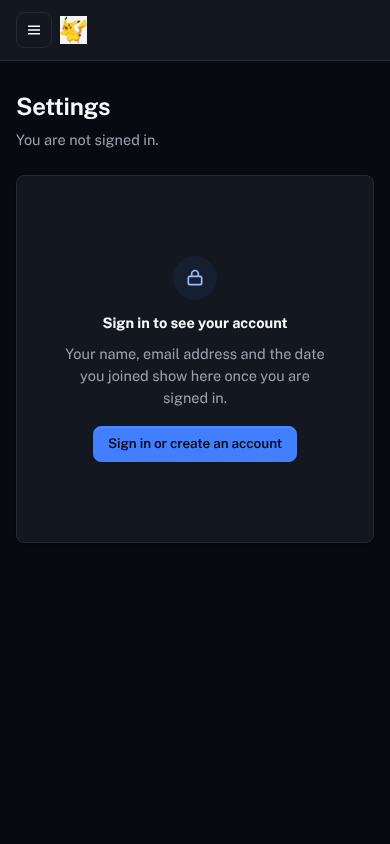 Settings
You are not signed in.
Sign in to see your account
Your name, email address and the date
you joined show here once you are
signed in.
Sign in or create an account